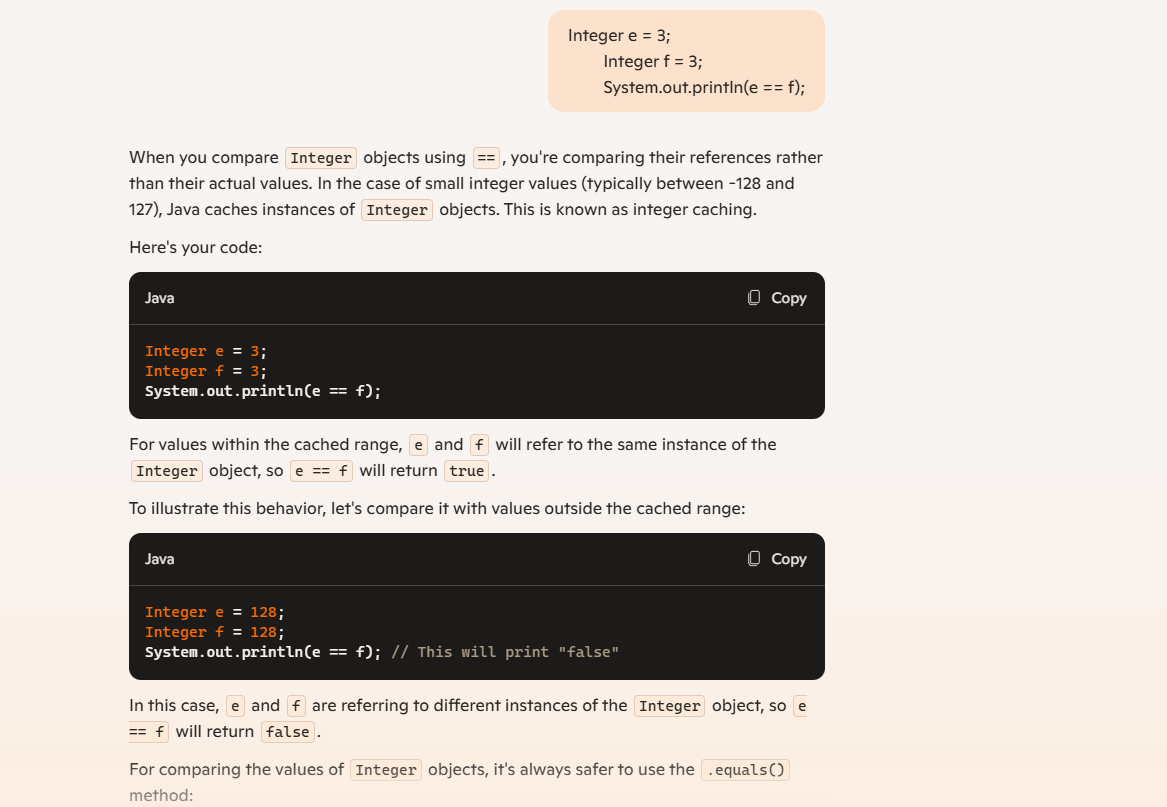 Integer e = 3;
Integer f = 3;
System.out.println(e == f);
When you compare Integer objects using ==, you're comparing their references rather
than their actual values. In the case of small integer values (typically between -128 and
127), Java caches instances of Integer objects. This is known as integer caching.
Here's your code:
Java Copy
Integer e = 3;
Integer f = 3;
System.out.println(e == f);
For values within the cached range, e and f will refer to the same instance of the
Integer object, so e == f will return true.
To illustrate this behavior, let's compare it with values outside the cached range:
Java Copy
Integer e = 128;
Integer f = 128;
System.out.println(e == f); // This will print "false"
In this case, e and f are referring to different instances of the Integer object, so e
== f will return false.
For comparing the values of Integer objects, it's always safer to use the .equals()
method: